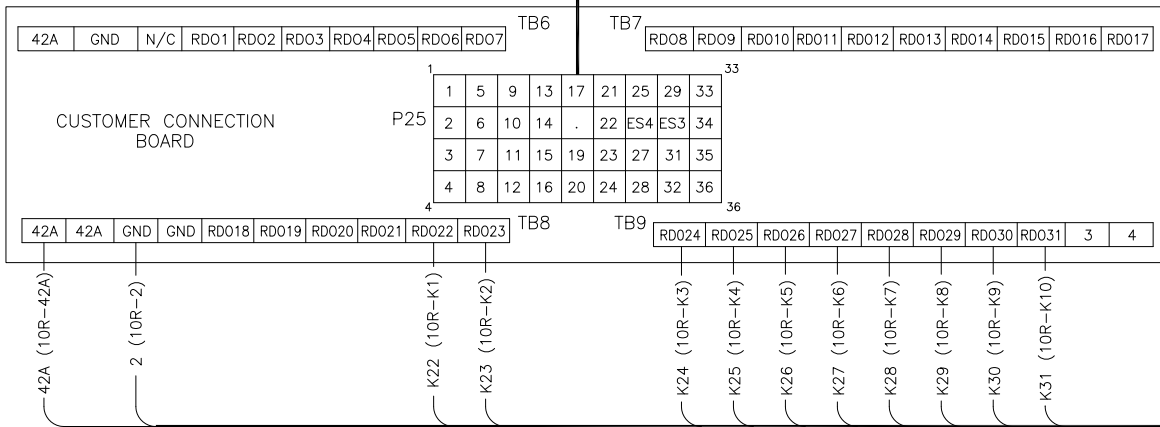 TB6 TB7
42A GND N/C RDO1 RDO2 RDO3 RDO4 RDO5 RDO6 RDO7
RDO8 RDO9 RDO10 RDO11 RDO12 RDO13 RDO14 RDO15 RDO16 RDO17
1 33
1 5 9 13 17 21 25 29 33
CUSTOMER CONNECTION
BOARD
P25
2 6 10 14 . 22 ES4 ES3 34
3 7 11 15 19 23 27 31 35
4 8 12 16 20 24 28 32 36
4 36
TB8 TB9
42A 42A GND GND RDO18 RDO19 RDO20 RDO21 RDO22 RDO23
RDO24 RDO25 RDO26 RDO27 RDO28 RDO29 RDO30 RDO31 3 4
42A (10R-42A)
2 (10R-2)
K22 (10R-K1)
K23 (10R-K2)
K24 (10R-K3)
K25 (10R-K4)
K26 (10R-K5)
K27 (10R-K6)
K28 (10R-K7)
K29 (10R-K8)
K30 (10R-K9)
K31 (10R-K10)